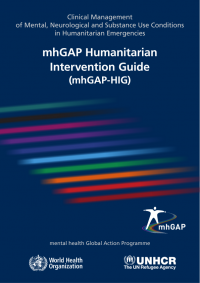 Clinical Management
of Mental, Neurological and Substance Use Conditions
in Humanitarian Emergencies
mhGAP Humanitarian
Intervention Guide
(mhGAP-HIG)
mhGAP
mental health Global Action Programme
World Health
Organization
UNHCR
The UN Refugee Agency